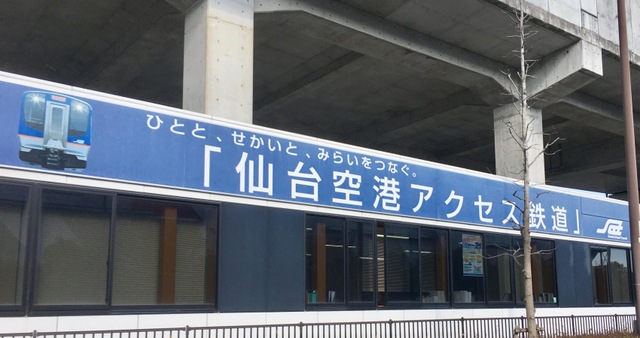 ひとと、せかいと、みらいをつなぐ。
「仙台空港アクセス鉄道」
Sat